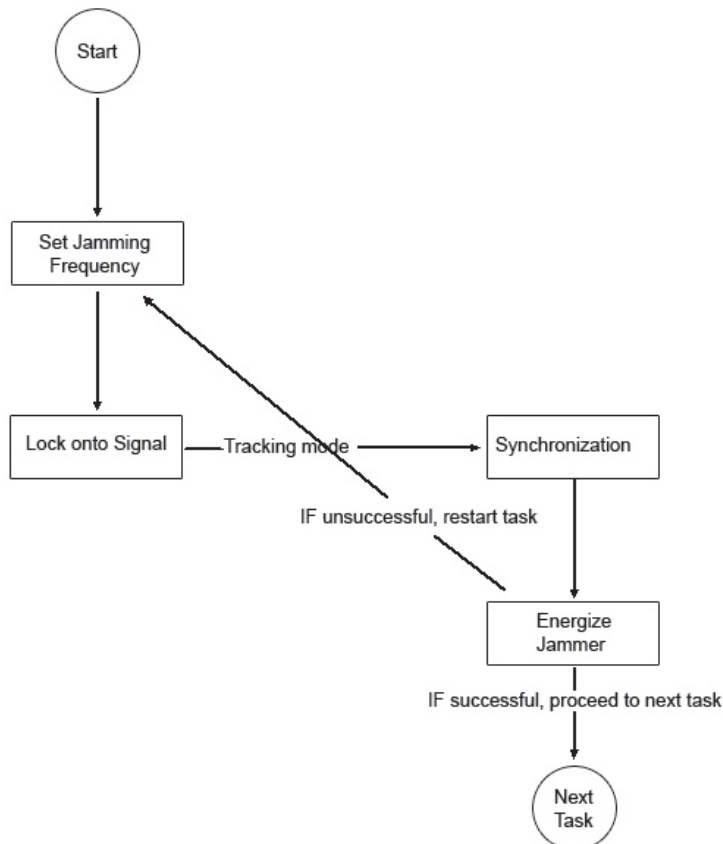 Start
Set Jamming
Frequency
Lock onto Signal
Tracking mode
Synchronization
IF unsuccessful, restart task
Energize
Jammer
IF successful, proceed to next task
Next
Task